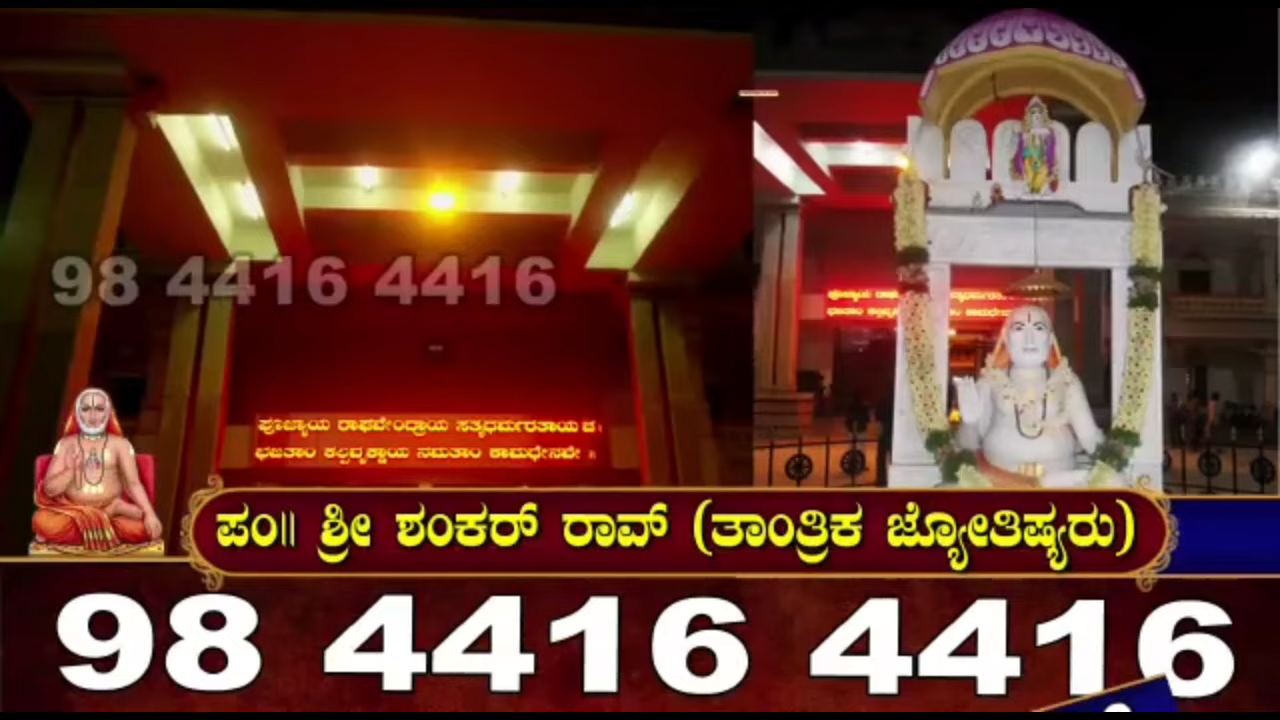 98 4416 4416
ಪೂಜ್ಯಾಯ ರಾಘವೇಂದ್ರಾಯ ಸತ್ಯಧರ್ಮರತಾಯ ಚ।
ಭಜತಾಂ ಕಲ್ಪವೃಕ್ಷಾಯ ನಮತಾಂ ಕಾಮಧೇನವೇ ॥
ಪಂ॥ ಶ್ರೀ ಶಂಕರ್ ರಾವ್ (ತಾಂತ್ರಿಕ ಜ್ಯೋತಿಷ್ಯರು)
98 4416 4416